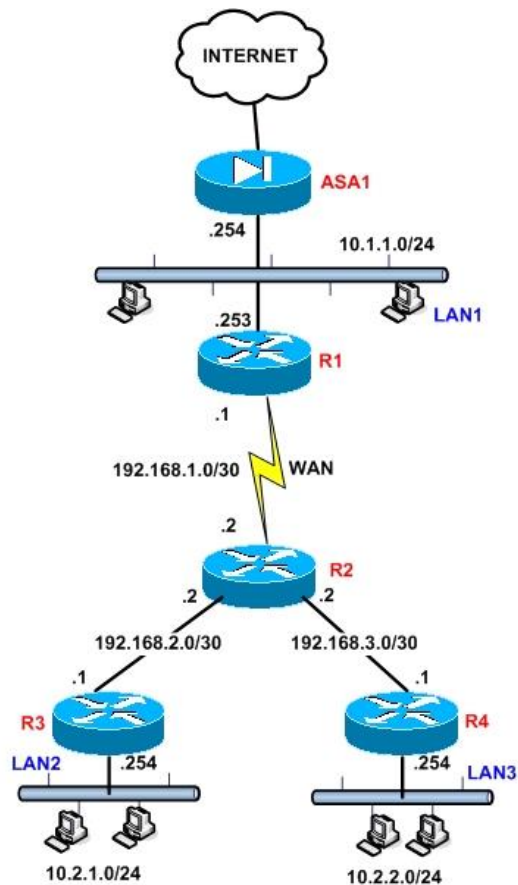 INTERNET
ASA1
.254
10.1.1.0/24
LAN1
.253
R1
.1
192.168.1.0/30
WAN
.2
R2
.2
.2
192.168.2.0/30
192.168.3.0/30
.1
.1
R3
R4
LAN2
.254
.254
LAN3
10.2.1.0/24
10.2.2.0/24